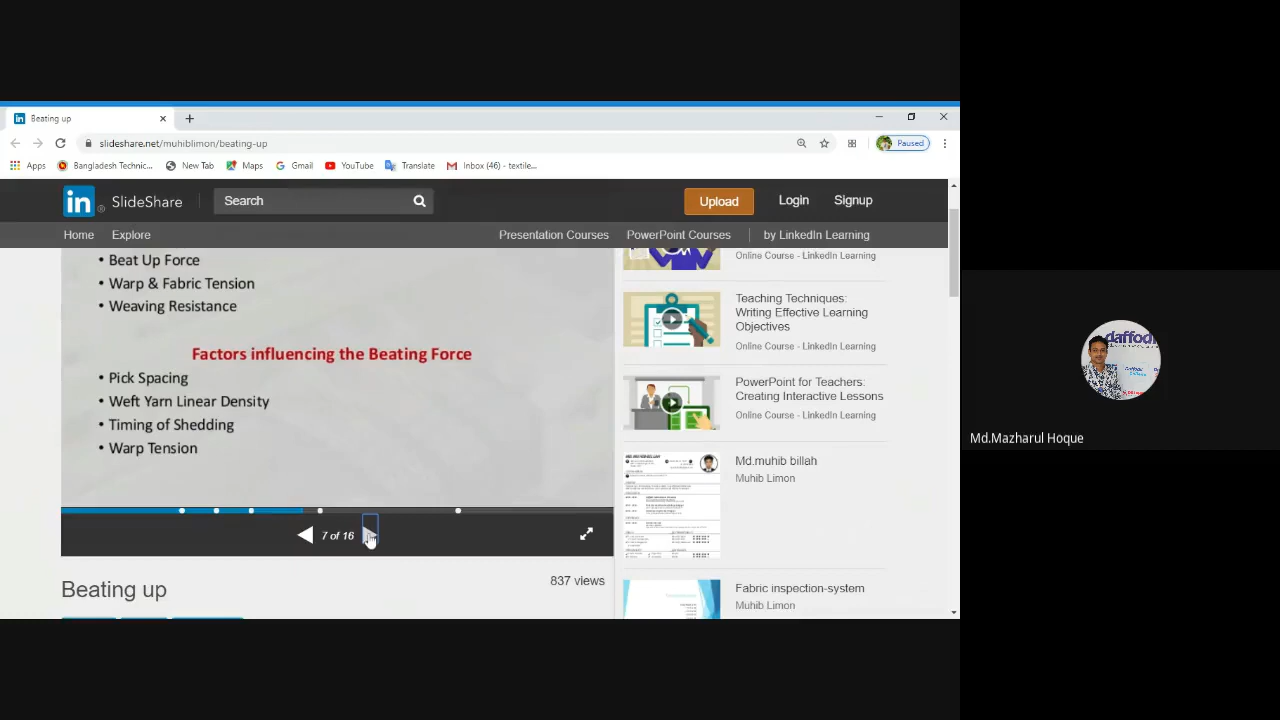 Beating up
slideshare.net/muhiblimon/beating-up
Paused
Apps
Bangladesh Technic...
New Tab
Maps
Gmail
YouTube
Translate
Inbox (46) - textile...
in SlideShare
Search
Upload
Login
Signup
Home
Explore
Presentation Courses
PowerPoint Courses
by LinkedIn Learning
• Beat Up Force
• Warp & Fabric Tension
• Weaving Resistance
Factors influencing the Beating Force
• Pick Spacing
• Weft Yarn Linear Density
• Timing of Shedding
• Warp Tension
7 of 16
Beating up
837 views
Online Course - LinkedIn Learning
Teaching Techniques:
Writing Effective Learning
Objectives
Online Course - LinkedIn Learning
PowerPoint for Teachers:
Creating Interactive Lessons
Online Course - LinkedIn Learning
Md.muhib billah
Muhib Limon
Fabric inspection-system
Muhib Limon
daffodi
Md.Mazharul Hoque